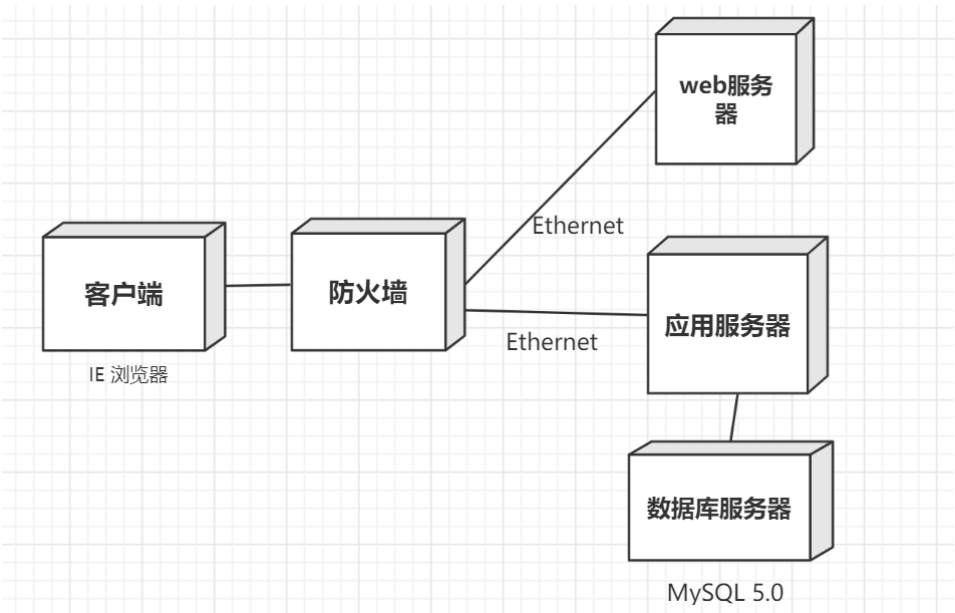 web服务
器
Ethernet
客户端
防火墙
应用服务器
Ethernet
IE 浏览器
数据库服务器
MySQL 5.0